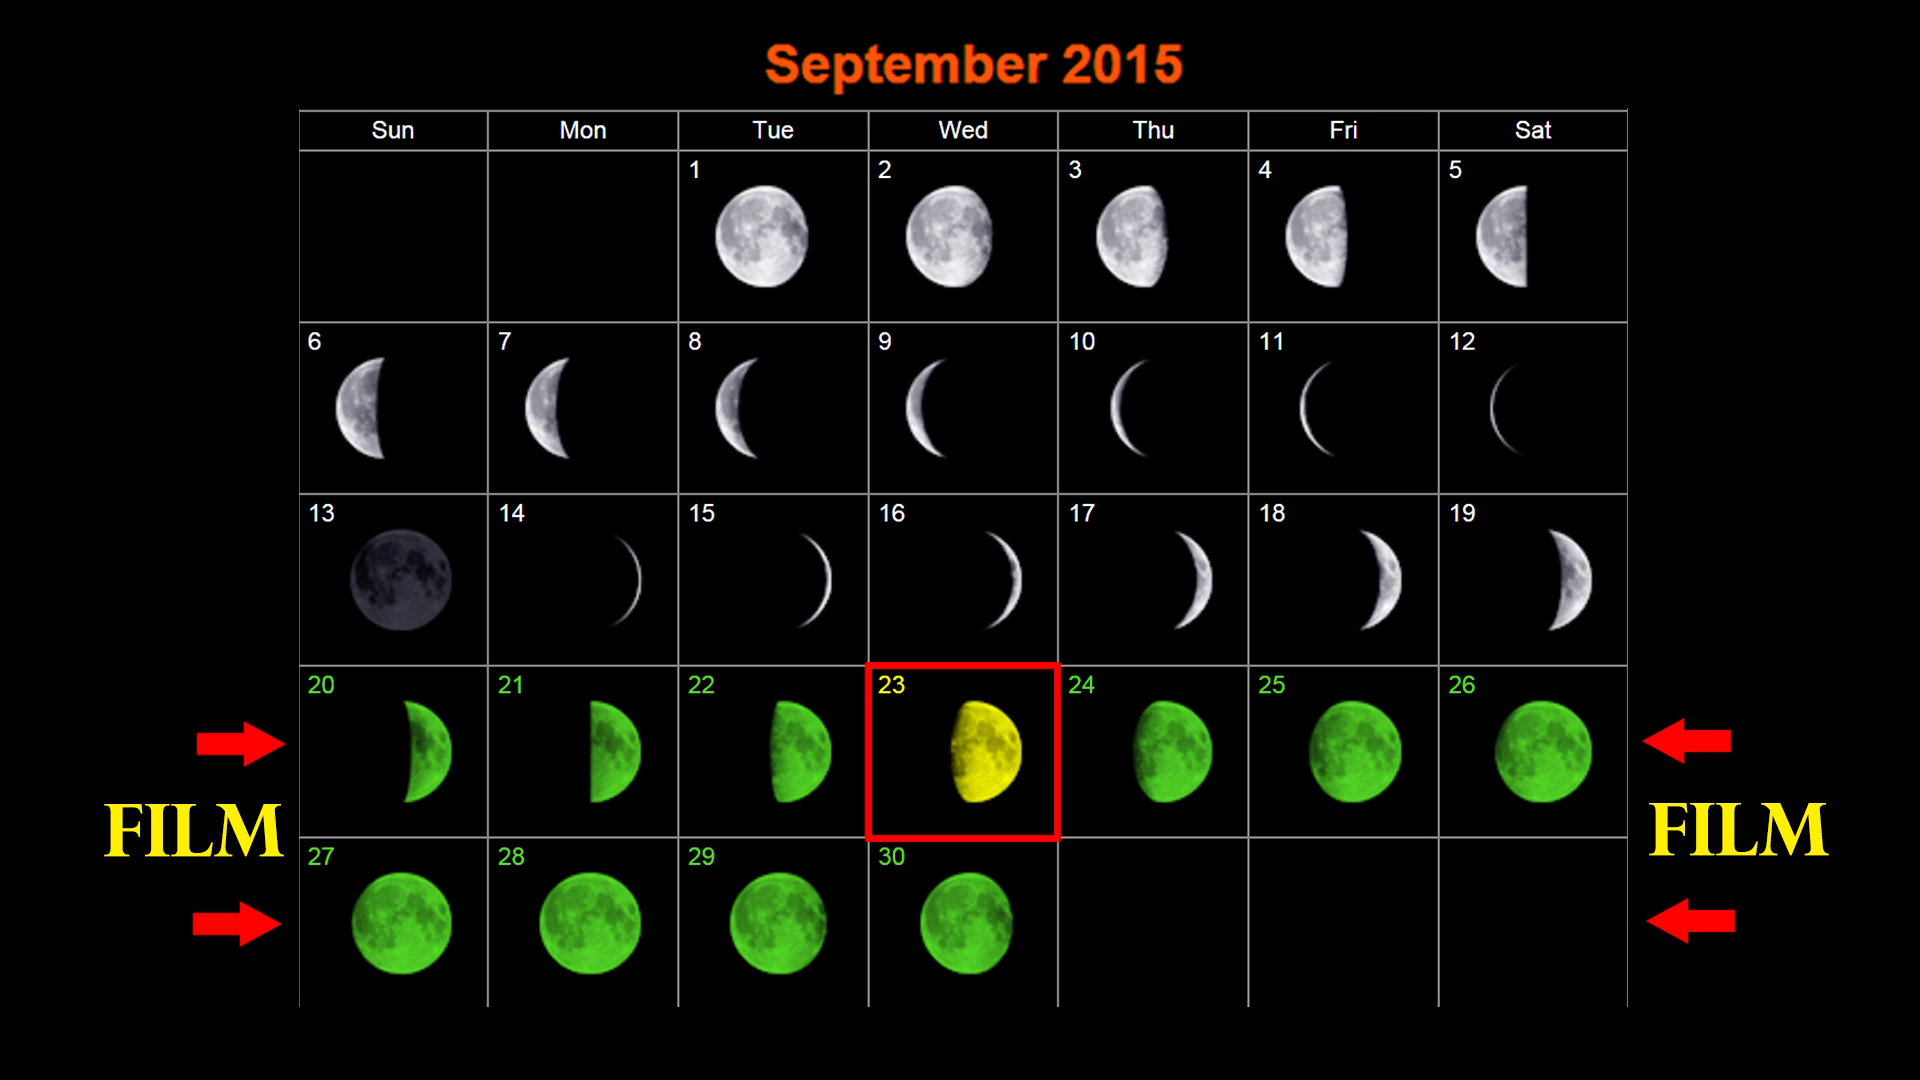 September 2015
Sun Mon Tue Wed Thu Fri Sat
1 2 3 4 5
6 7 8 9 10 11 12
13 14 15 16 17 18 19
20 21 22 23 24 25 26
FILM FILM
27 28 29 30